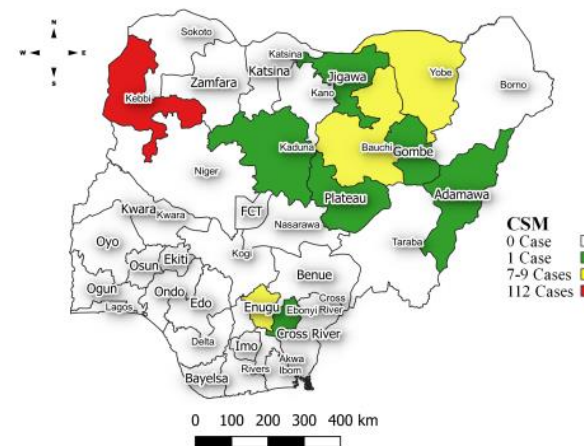 N
W E
S
Sokoto
Katsina
Zamfara
Katsina
Jigawa
Yobe
Kano
Borno
Kebbi
Kaduna
Bauchi
Gombe
Niger
Plateau
Adamawa
Kwara
Kwara
FCT
Nasarawa
Oyo
Kogi
Taraba
Osun
Ekiti
Benue
Ogun
Ondo
Edo
Lagos
Enugu
Ebonyi
Cross
River
Cross River
Delta
Imo
Akwa
Ibom
Rivers
Bayelsa
CSM
0 Case
1 Case
7-9 Cases
112 Cases
0 100 200 300 400 km